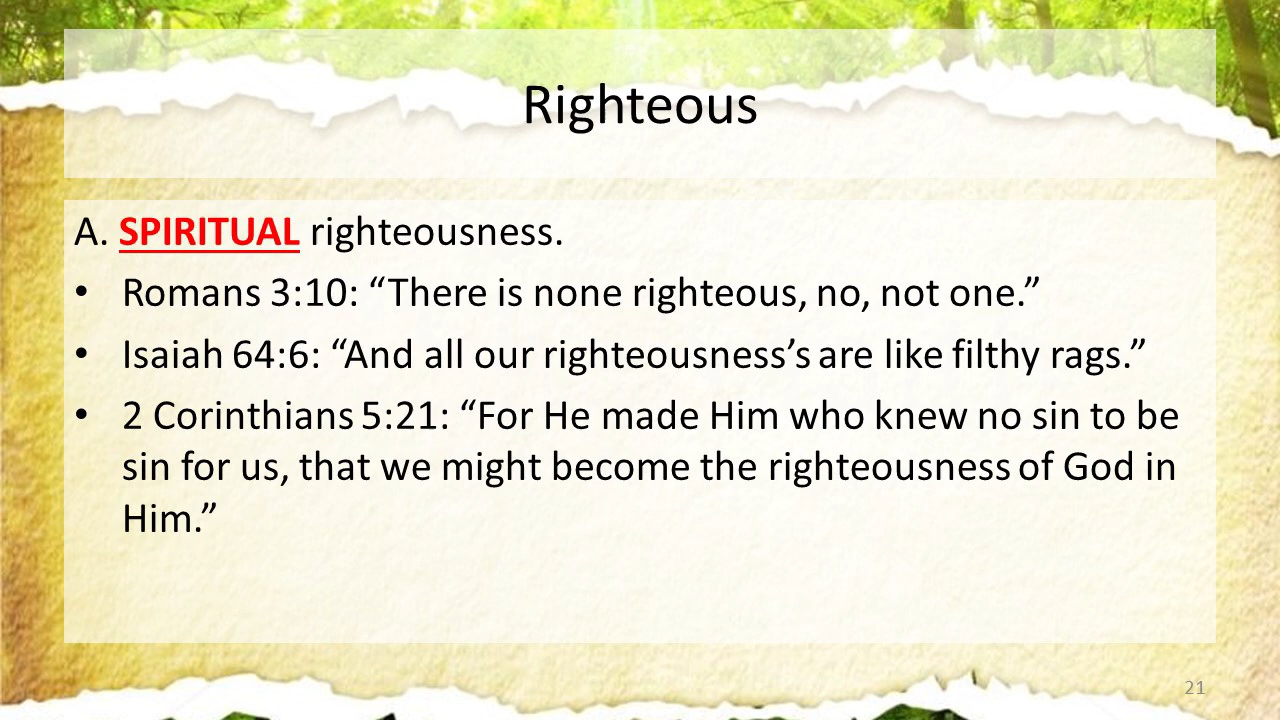 Righteous
A. SPIRITUAL righteousness.
• Romans 3:10: “There is none righteous, no, not one.”
• Isaiah 64:6: “And all our righteousness’s are like filthy rags.”
• 2 Corinthians 5:21: “For He made Him who knew no sin to be
sin for us, that we might become the righteousness of God in
Him.”
21